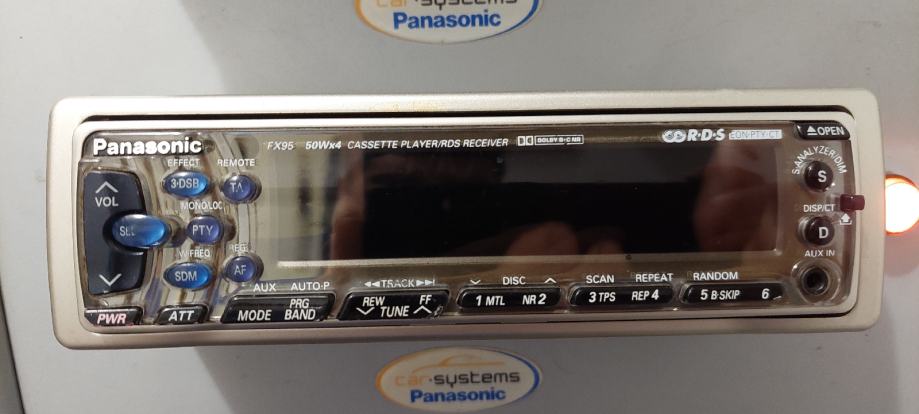 car·systems
Panasonic
Panasonic
FX95 50Wx4 CASSETTE PLAYER/RDS RECEIVER DOLBY B·C NR
R·D·S EON·PTY·CT
OPEN
EFFECT REMOTE
3·DSB TA
VOL
MONO/LOC
SEL PTY
REG
AF
SDM
PWR ATT
AUX AUTO·P
PRG
MODE BAND
TRACK
REW FF
TUNE
DISC
1 MTL NR 2
SCAN REPEAT
3 TPS REP 4
RANDOM
5 B·SKIP 6
S·ANALYZER/DIM
S
DISP/CT
D
AUX IN
car·systems
Panasonic